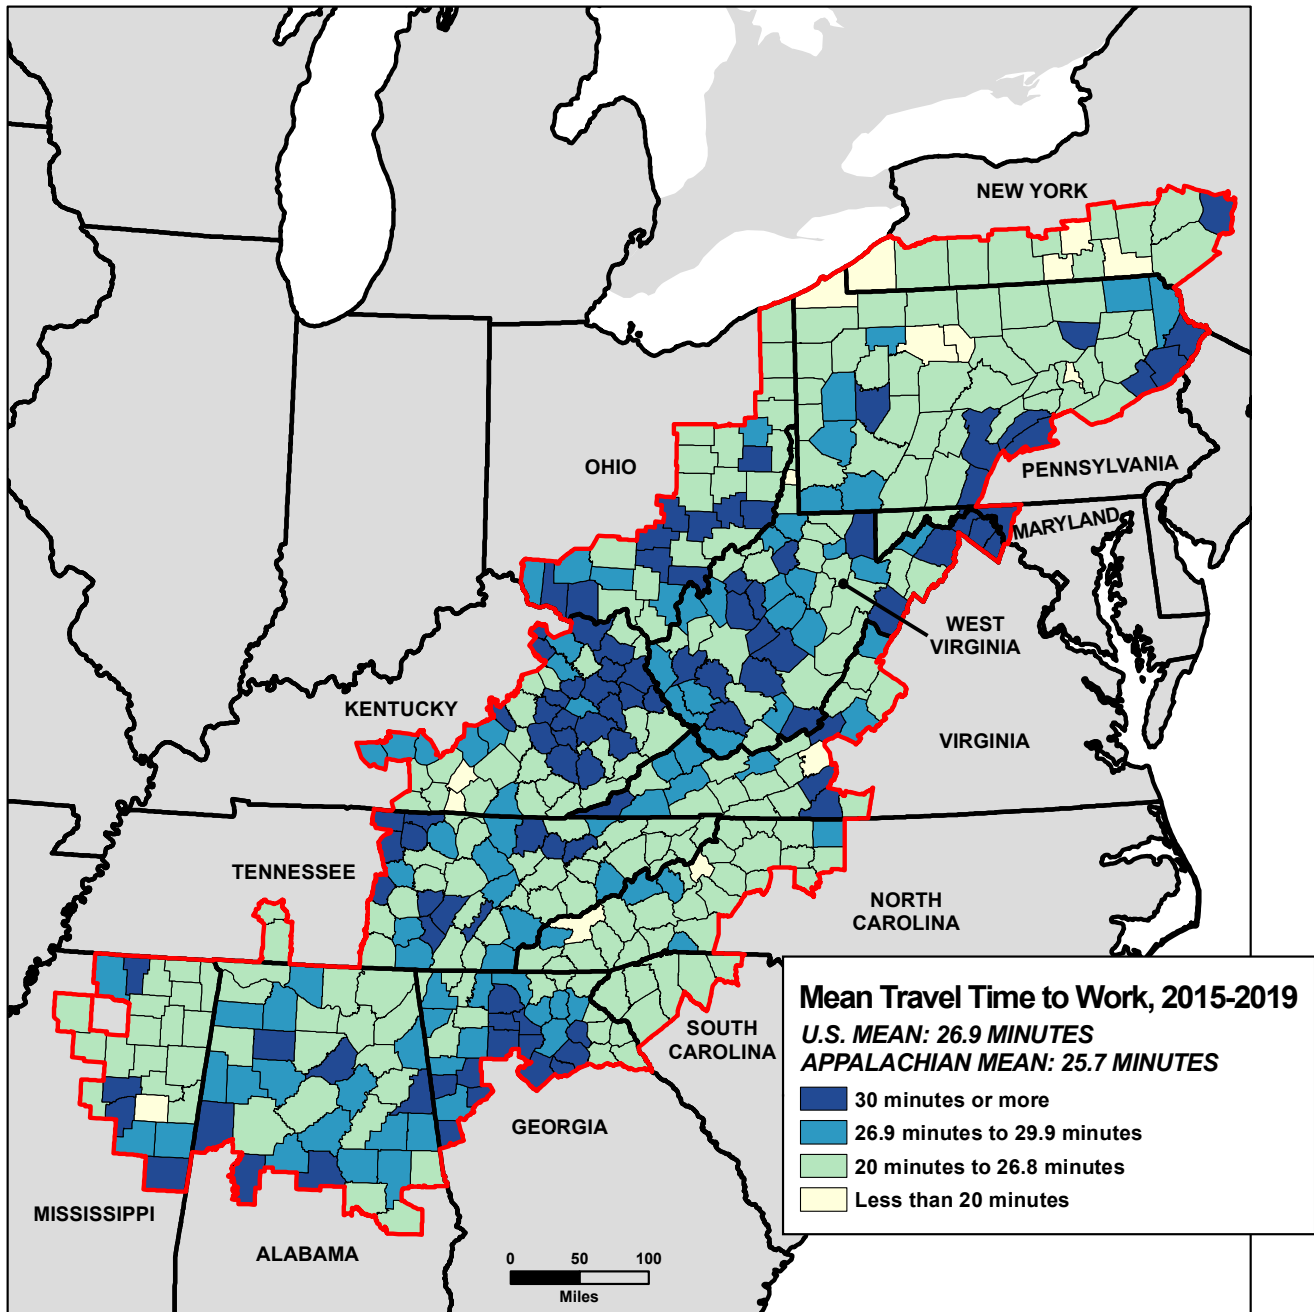 NEW YORK
OHIO
PENNSYLVANIA
MARYLAND
WEST
VIRGINIA
KENTUCKY
VIRGINIA
TENNESSEE
NORTH
CAROLINA
SOUTH
CAROLINA
GEORGIA
MISSISSIPPI
ALABAMA
Mean Travel Time to Work, 2015-2019
U.S. MEAN: 26.9 MINUTES
APPALACHIAN MEAN: 25.7 MINUTES
30 minutes or more
26.9 minutes to 29.9 minutes
20 minutes to 26.8 minutes
Less than 20 minutes
0 50 100
Miles